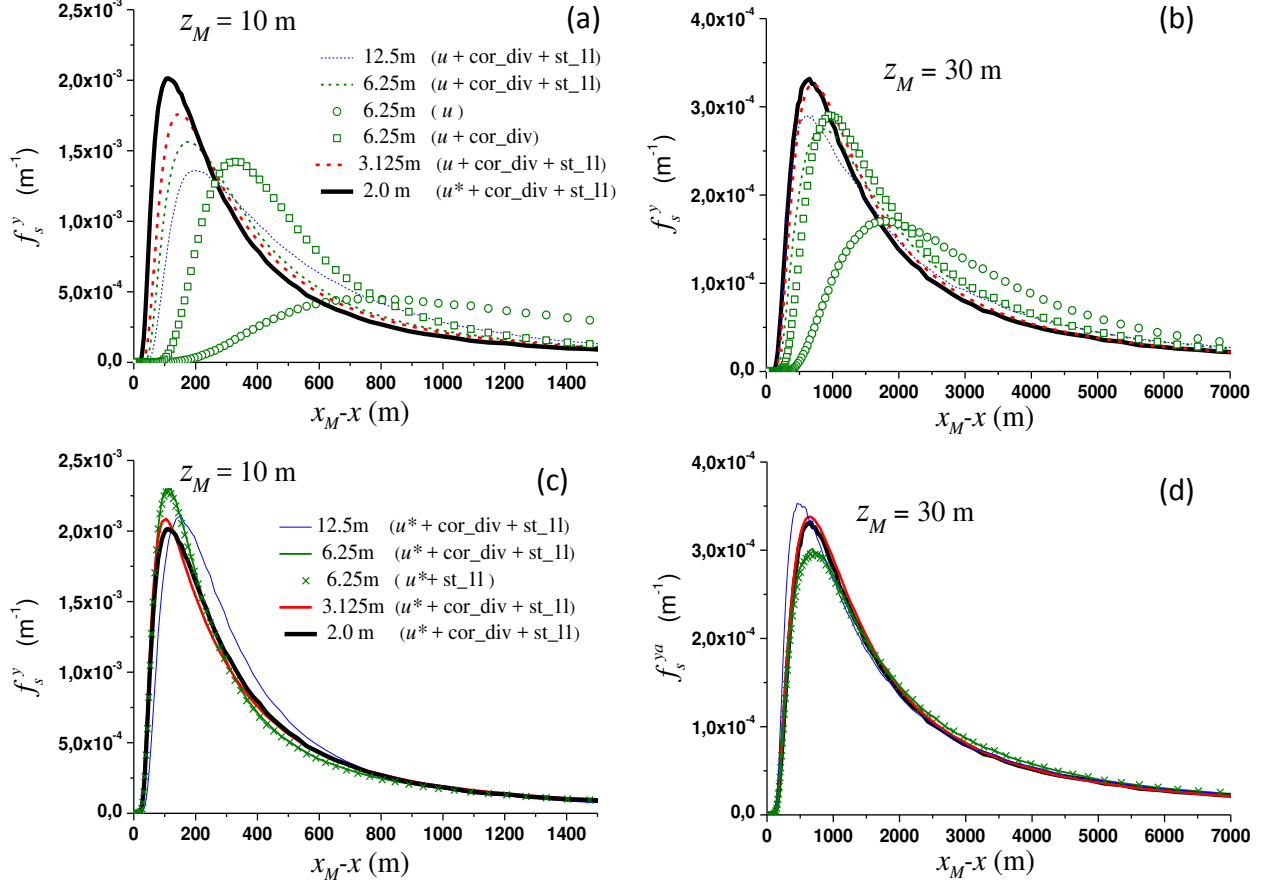 (a)
z_M = 10 m
2,5x10⁻³
2,0x10⁻³
1,5x10⁻³
1,0x10⁻³
5,0x10⁻⁴
0,0
f_s^y (m⁻¹)
12.5m (u + cor_div + st_1l)
6.25m (u + cor_div + st_1l)
6.25m (u)
6.25m (u + cor_div)
3.125m (u + cor_div + st_1l)
2.0 m (u* + cor_div + st_1l)
0 200 400 600 800 1000 1200 1400
x_M-x (m)
(b)
z_M = 30 m
4,0x10⁻⁴
3,0x10⁻⁴
2,0x10⁻⁴
1,0x10⁻⁴
0,0
f_s^y (m⁻¹)
0 1000 2000 3000 4000 5000 6000 7000
x_M-x (m)
(c)
z_M = 10 m
2,5x10⁻³
2,0x10⁻³
1,5x10⁻³
1,0x10⁻³
5,0x10⁻⁴
0,0
f_s^y (m⁻¹)
12.5m (u* + cor_div + st_1l)
6.25m (u* + cor_div + st_1l)
6.25m (u*+ st_1l)
3.125m (u* + cor_div + st_1l)
2.0 m (u* + cor_div + st_1l)
0 200 400 600 800 1000 1200 1400
x_M-x (m)
(d)
z_M = 30 m
4,0x10⁻⁴
3,0x10⁻⁴
2,0x10⁻⁴
1,0x10⁻⁴
0,0
f_s^ya (m⁻¹)
0 1000 2000 3000 4000 5000 6000 7000
x_M-x (m)